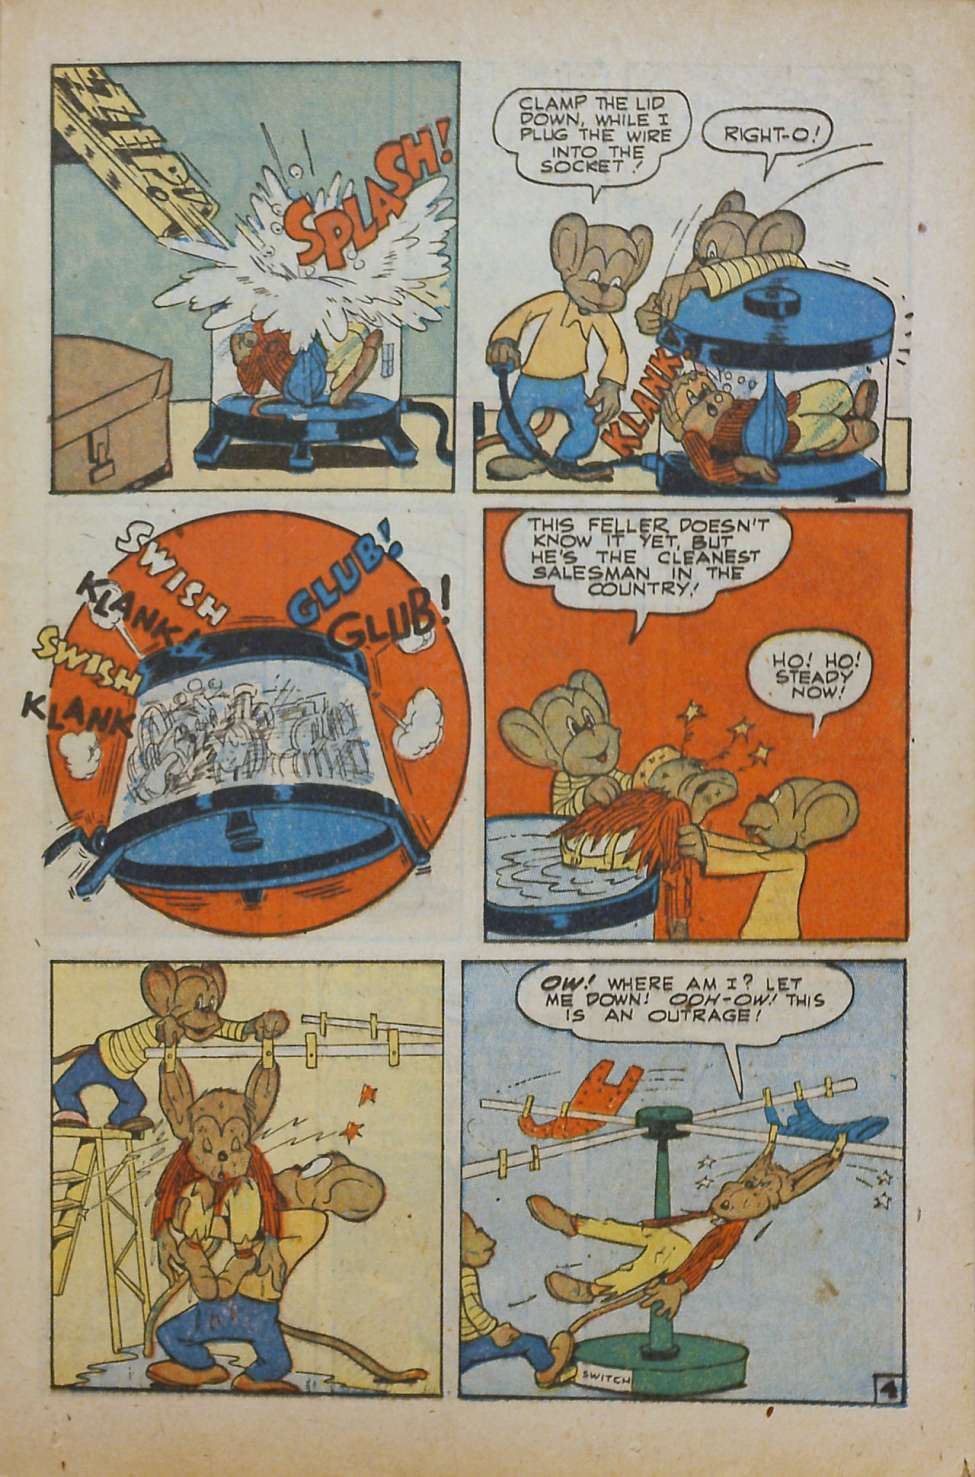 ZZIPP!
SPLASH!
CLAMP THE LID
DOWN, WHILE I
PLUG THE WIRE
INTO THE
SOCKET!
RIGHT-O!
KLANK
SWISH
KLANK!
SWISH
KLANK
GLUB!
GLUB!
THIS FELLER DOESN'T
KNOW IT YET, BUT
HE'S THE CLEANEST
SALESMAN IN THE
COUNTRY!
HO! HO!
STEADY
NOW!
OW! WHERE AM I? LET
ME DOWN! OOH-OW! THIS
IS AN OUTRAGE!
SWITCH
4